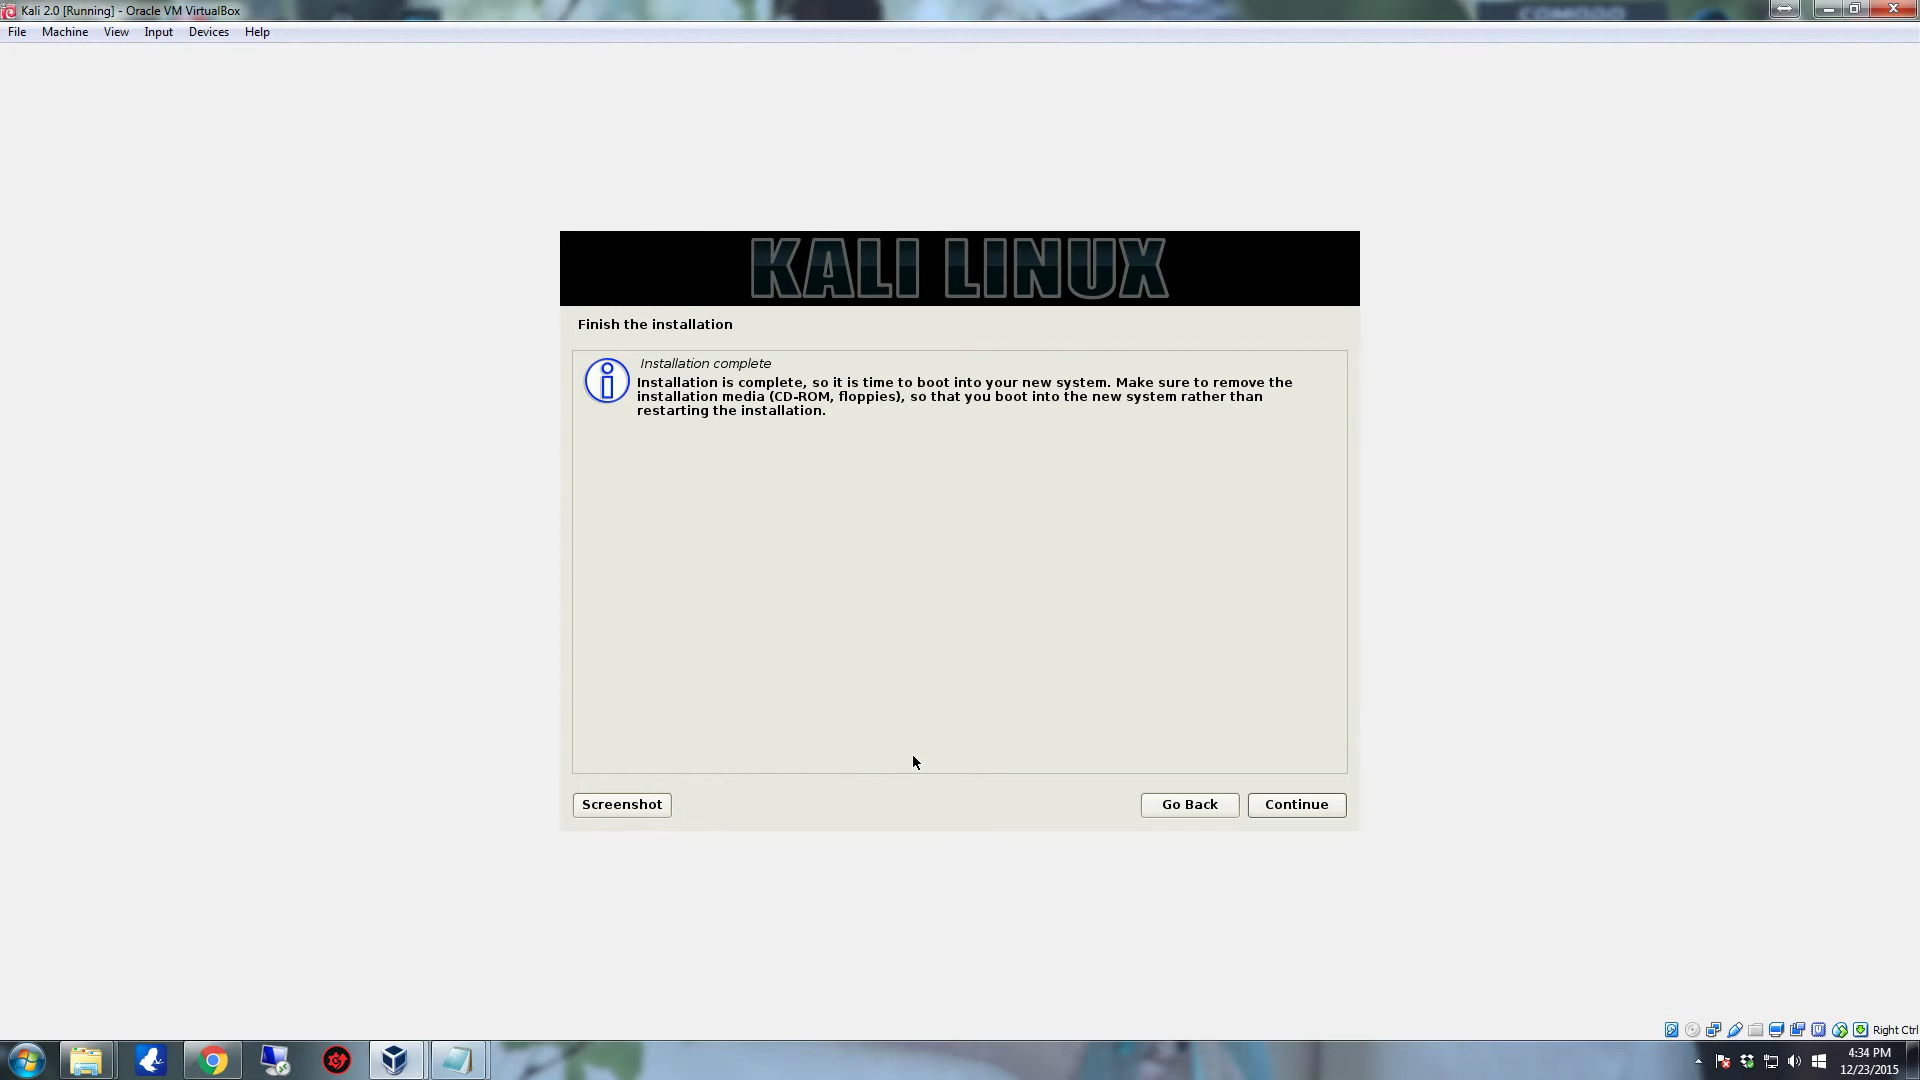 Kali 2.0 [Running] - Oracle VM VirtualBox
File Machine View Input Devices Help
KALI LINUX
Finish the installation
Installation complete
Installation is complete, so it is time to boot into your new system. Make sure to remove the
installation media (CD-ROM, floppies), so that you boot into the new system rather than
restarting the installation.
Screenshot
Go Back
Continue
Right Ctrl
4:34 PM
12/23/2015